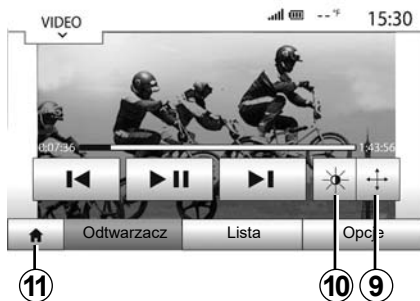 VIDEO
--°F 15:30
0:07:36 1:43:56
Odtwarzacz Lista Opcje
11 10 9